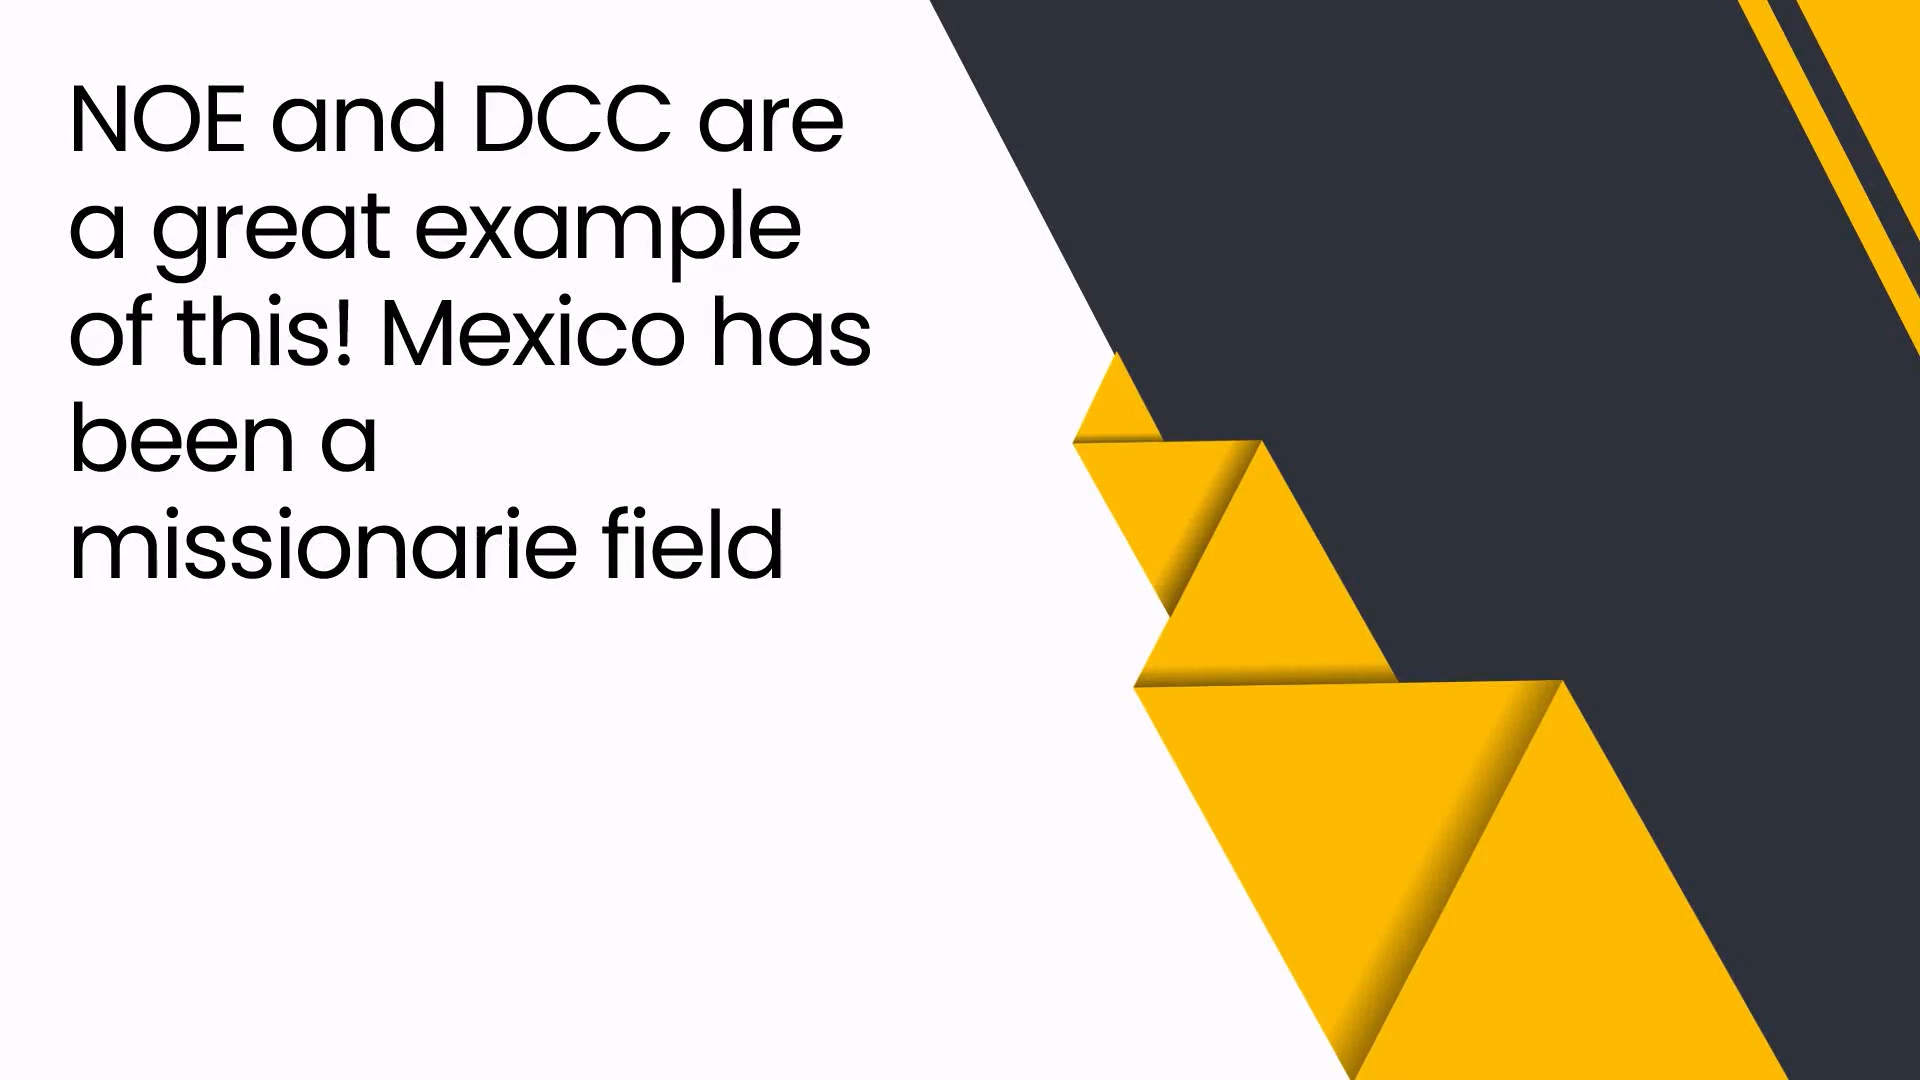 NOE and DCC are
a great example
of this! Mexico has
been a
missionarie field